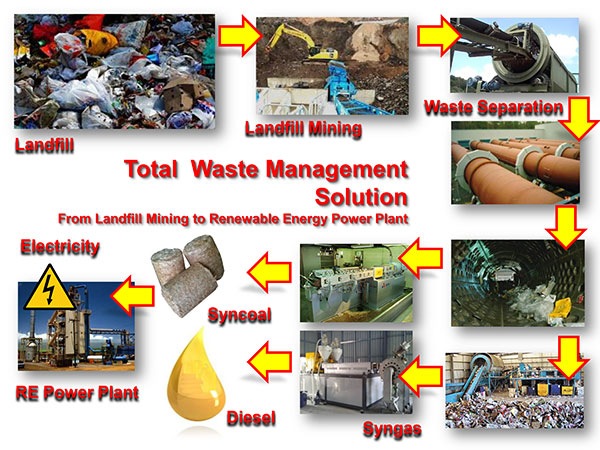 Landfill
Landfill Mining
Waste Separation
Total Waste Management
Solution
From Landfill Mining to Renewable Energy Power Plant
Electricity
Syncoal
RE Power Plant
Diesel
Syngas